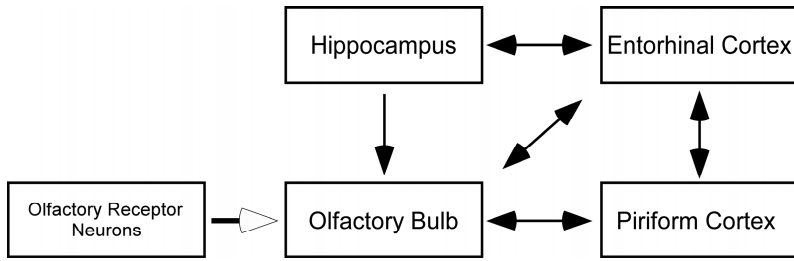 Hippocampus
Entorhinal Cortex
Olfactory Receptor
Neurons
Olfactory Bulb
Piriform Cortex